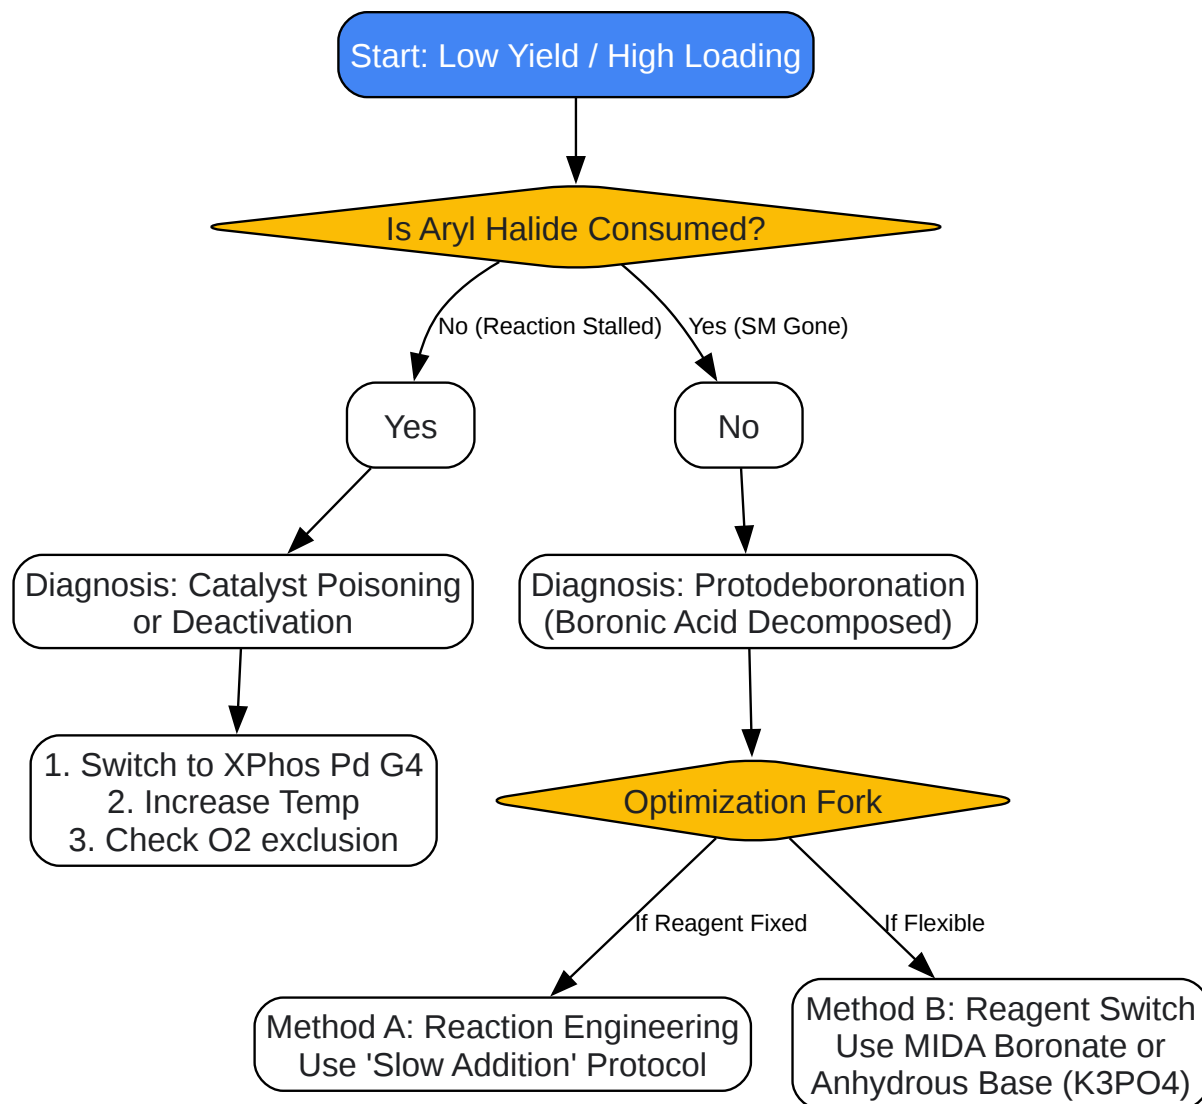 Start: Low Yield / High Loading
Is Aryl Halide Consumed?
No (Reaction Stalled)
Yes (SM Gone)
Yes
No
Diagnosis: Catalyst Poisoning
or Deactivation
Diagnosis: Protodeboronation
(Boronic Acid Decomposed)
1. Switch to XPhos Pd G4
2. Increase Temp
3. Check O2 exclusion
Optimization Fork
If Reagent Fixed
If Flexible
Method A: Reaction Engineering
Use 'Slow Addition' Protocol
Method B: Reagent Switch
Use MIDA Boronate or
Anhydrous Base (K3PO4)